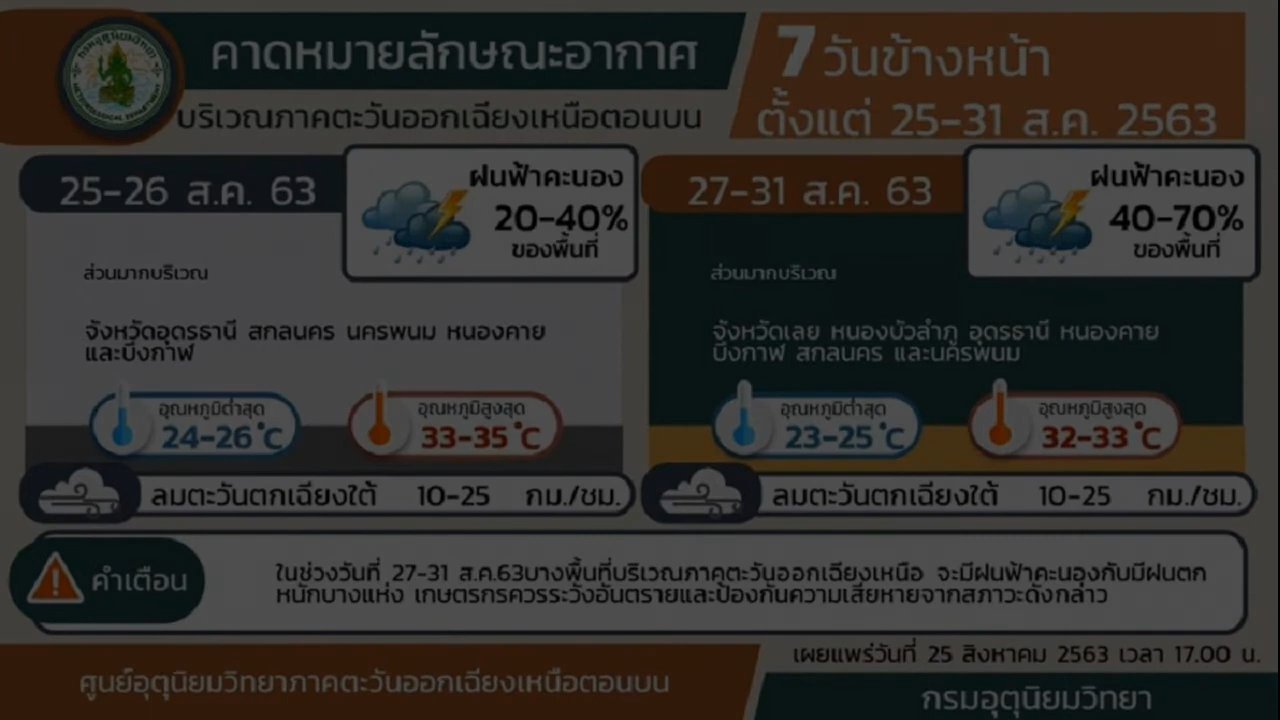 คาดหมายลักษณะอากาศ
บริเวณภาคตะวันออกเฉียงเหนือตอนบน
7 วันข้างหน้า
ตั้งแต่ 25-31 ส.ค. 2563
25-26 ส.ค. 63
ฝนฟ้าคะนอง
20-40%
ของพื้นที่
ส่วนมากบริเวณ
จังหวัดอุดรธานี สกลนคร นครพนม หนองคาย
และบึงกาฬ
อุณหภูมิต่ำสุด
24-26 °C
อุณหภูมิสูงสุด
33-35 °C
ลมตะวันตกเฉียงใต้ 10-25 กม./ชม.
27-31 ส.ค. 63
ฝนฟ้าคะนอง
40-70%
ของพื้นที่
ส่วนมากบริเวณ
จังหวัดเลย หนองบัวลำภู อุดรธานี หนองคาย
บึงกาฬ สกลนคร และนครพนม
อุณหภูมิต่ำสุด
23-25 °C
อุณหภูมิสูงสุด
32-33 °C
ลมตะวันตกเฉียงใต้ 10-25 กม./ชม.
คำเตือน
ในช่วงวันที่ 27-31 ส.ค.63บางพื้นที่บริเวณภาคตะวันออกเฉียงเหนือ จะมีฝนฟ้าคะนองกับมีฝนตก
หนักบางแห่ง เกษตรกรควรระวังอันตรายและป้องกันความเสียหายจากสภาวะดังกล่าว
เผยแพร่วันที่ 25 สิงหาคม 2563 เวลา 17.00 น.
ศูนย์อุตุนิยมวิทยาภาคตะวันออกเฉียงเหนือตอนบน
กรมอุตุนิยมวิทยา